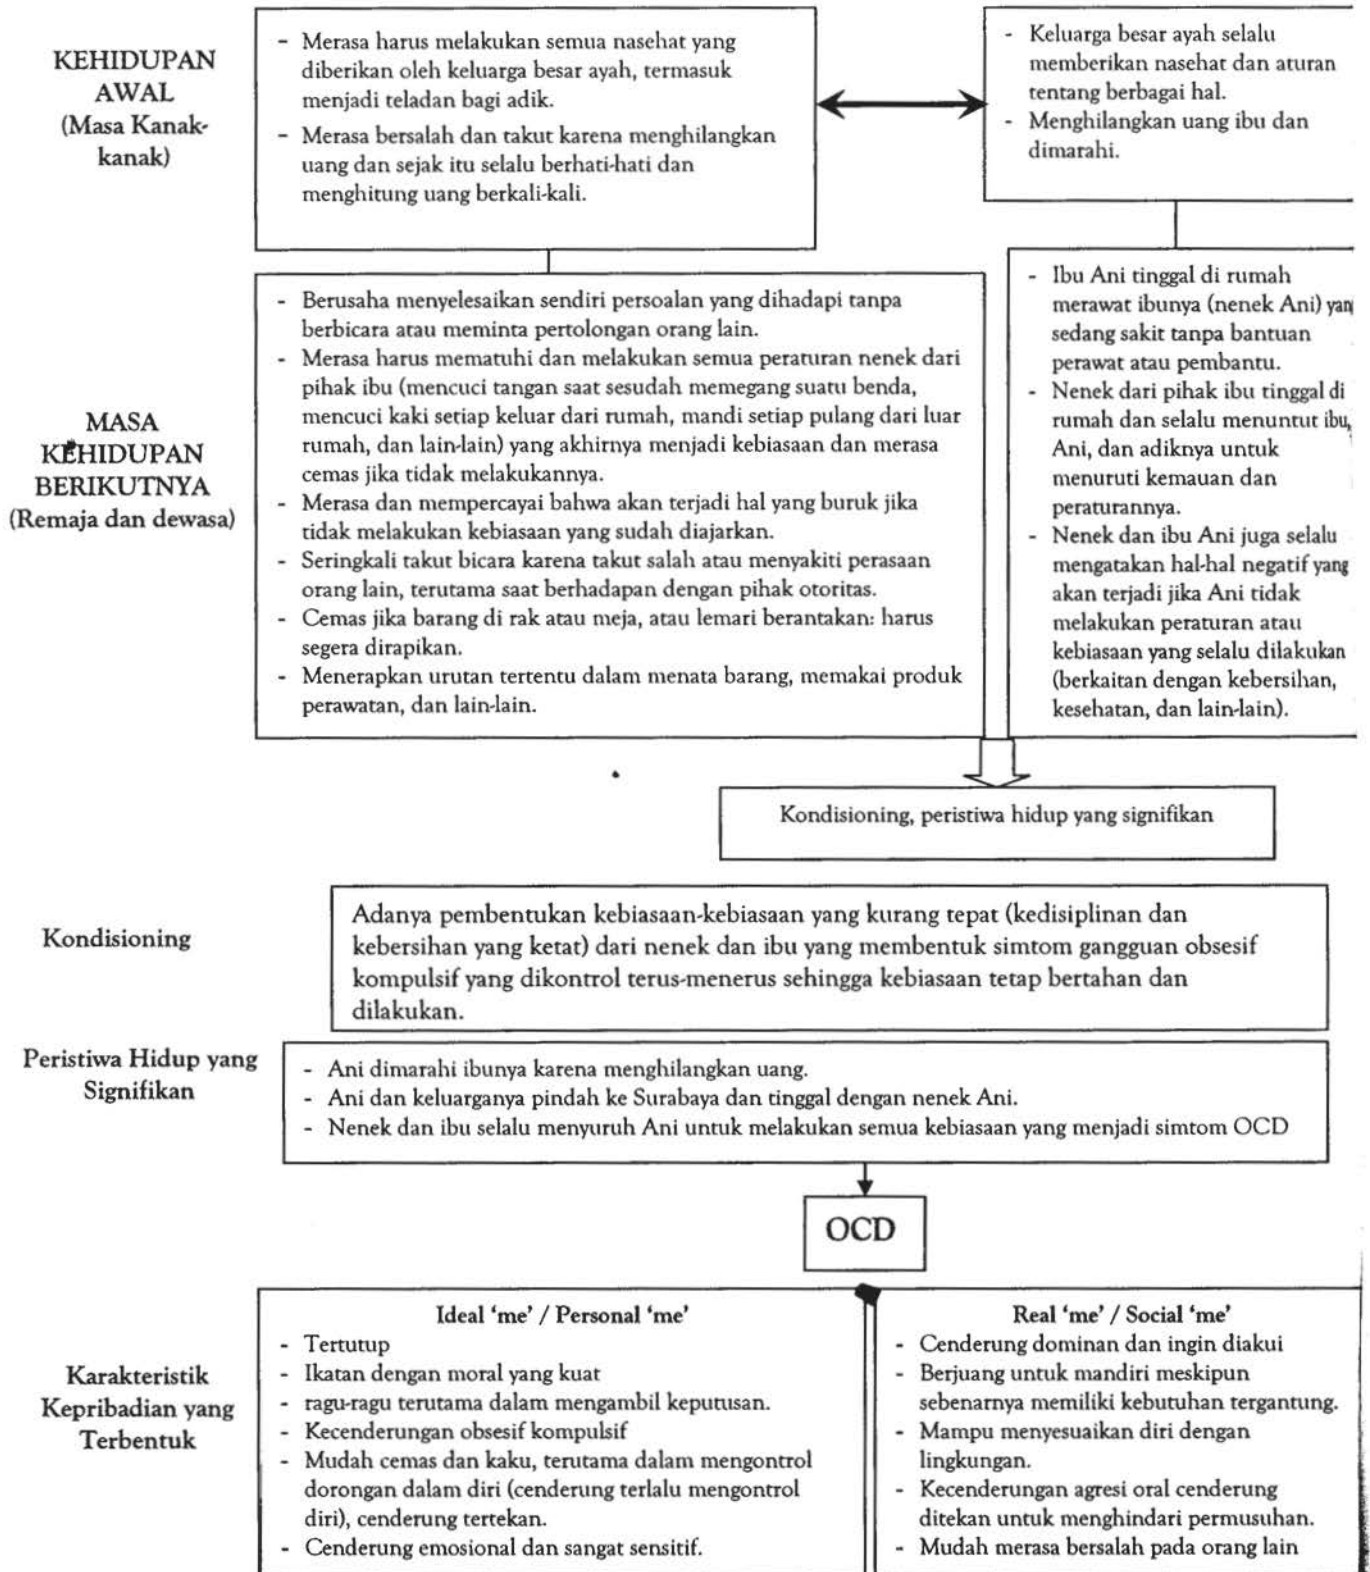 KEHIDUPAN
AWAL
(Masa Kanak-
kanak)
- Merasa harus melakukan semua nasehat yang
diberikan oleh keluarga besar ayah, termasuk
menjadi teladan bagi adik.
- Merasa bersalah dan takut karena menghilangkan
uang dan sejak itu selalu berhati-hati dan
menghitung uang berkali-kali.
- Keluarga besar ayah selalu
memberikan nasehat dan aturan
tentang berbagai hal.
- Menghilangkan uang ibu dan
dimarahi.
MASA
KEHIDUPAN
BERIKUTNYA
(Remaja dan dewasa)
- Berusaha menyelesaikan sendiri persoalan yang dihadapi tanpa
berbicara atau meminta pertolongan orang lain.
- Merasa harus mematuhi dan melakukan semua peraturan nenek dari
pihak ibu (mencuci tangan saat sesudah memegang suatu benda,
mencuci kaki setiap keluar dari rumah, mandi setiap pulang dari luar
rumah, dan lain-lain) yang akhirnya menjadi kebiasaan dan merasa
cemas jika tidak melakukannya.
- Merasa dan mempercayai bahwa akan terjadi hal yang buruk jika
tidak melakukan kebiasaan yang sudah diajarkan.
- Seringkali takut bicara karena takut salah atau menyakiti perasaan
orang lain, terutama saat berhadapan dengan pihak otoritas.
- Cemas jika barang di rak atau meja, atau lemari berantakan: harus
segera dirapikan.
- Menerapkan urutan tertentu dalam menata barang, memakai produk
perawatan, dan lain-lain.
- Ibu Ani tinggal di rumah
merawat ibunya (nenek Ani) yang
sedang sakit tanpa bantuan
perawat atau pembantu.
- Nenek dari pihak ibu tinggal di
rumah dan selalu menuntut ibu,
Ani, dan adiknya untuk
menuruti kemauan dan
peraturannya.
- Nenek dan ibu Ani juga selalu
mengatakan hal-hal negatif yang
akan terjadi jika Ani tidak
melakukan peraturan atau
kebiasaan yang selalu dilakukan
(berkaitan dengan kebersihan,
kesehatan, dan lain-lain).
Kondisioning, peristiwa hidup yang signifikan
Kondisioning
Adanya pembentukan kebiasaan-kebiasaan yang kurang tepat (kedisiplinan dan
kebersihan yang ketat) dari nenek dan ibu yang membentuk simtom gangguan obsesif
kompulsif yang dikontrol terus-menerus sehingga kebiasaan tetap bertahan dan
dilakukan.
Peristiwa Hidup yang
Signifikan
- Ani dimarahi ibunya karena menghilangkan uang.
- Ani dan keluarganya pindah ke Surabaya dan tinggal dengan nenek Ani.
- Nenek dan ibu selalu menyuruh Ani untuk melakukan semua kebiasaan yang menjadi simtom OCD
OCD
Karakteristik
Kepribadian yang
Terbentuk
Ideal 'me' / Personal 'me'
- Tertutup
- Ikatan dengan moral yang kuat
- ragu-ragu terutama dalam mengambil keputusan.
- Kecenderungan obsesif kompulsif
- Mudah cemas dan kaku, terutama dalam mengontrol
dorongan dalam diri (cenderung terlalu mengontrol
diri), cenderung tertekan.
- Cenderung emosional dan sangat sensitif.
Real 'me' / Social 'me'
- Cenderung dominan dan ingin diakui
- Berjuang untuk mandiri meskipun
sebenarnya memiliki kebutuhan tergantung.
- Mampu menyesuaikan diri dengan
lingkungan.
- Kecenderungan agresi oral cenderung
ditekan untuk menghindari permusuhan.
- Mudah merasa bersalah pada orang lain